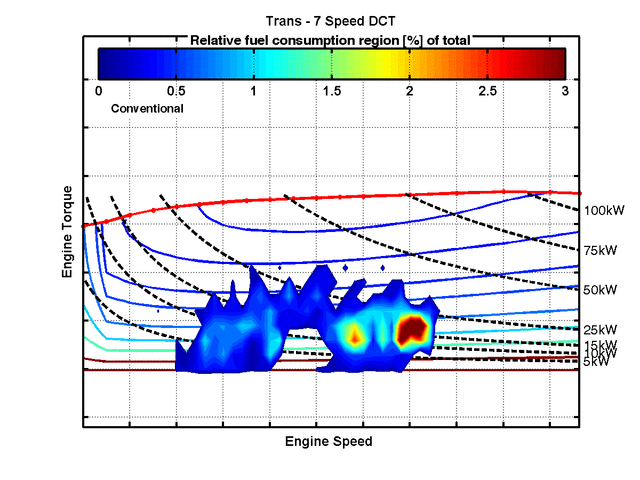 Trans - 7 Speed DCT
Relative fuel consumption region [%] of total
0 0.5 1 1.5 2 2.5 3
Conventional
Engine Torque
100kW
75kW
50kW
25kW
15kW
10kW
5kW
Engine Speed